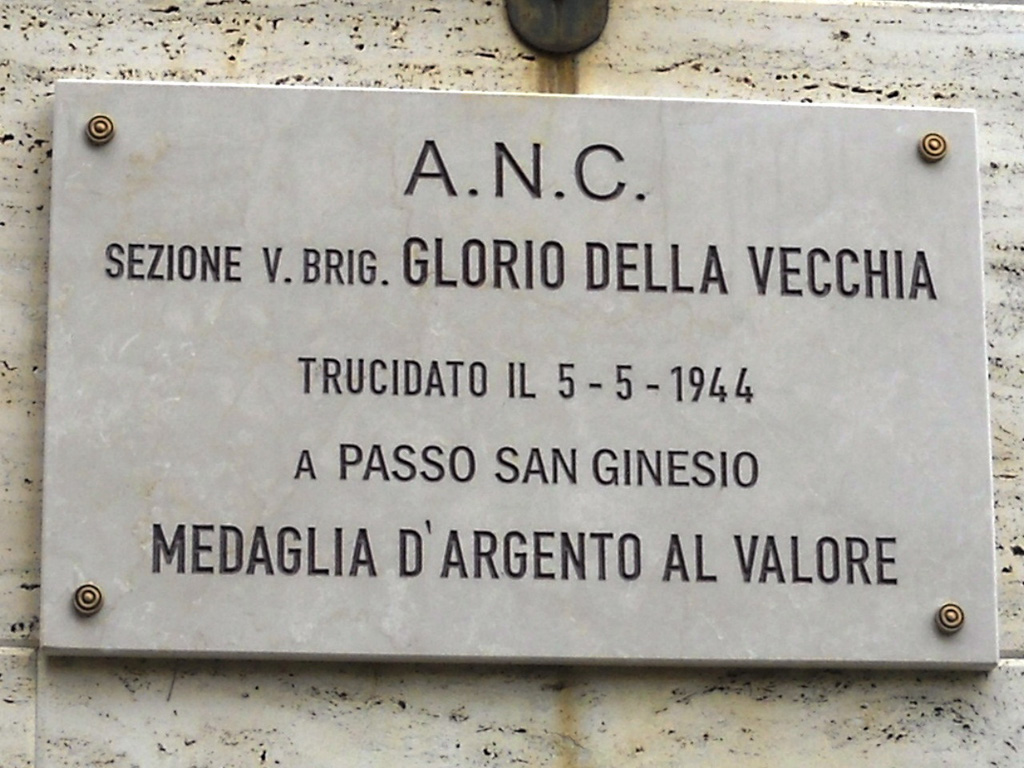 A.N.C.
SEZIONE V. BRIG. GLORIO DELLA VECCHIA
TRUCIDATO IL 5-5-1944
A PASSO SAN GINESIO
MEDAGLIA D'ARGENTO AL VALORE